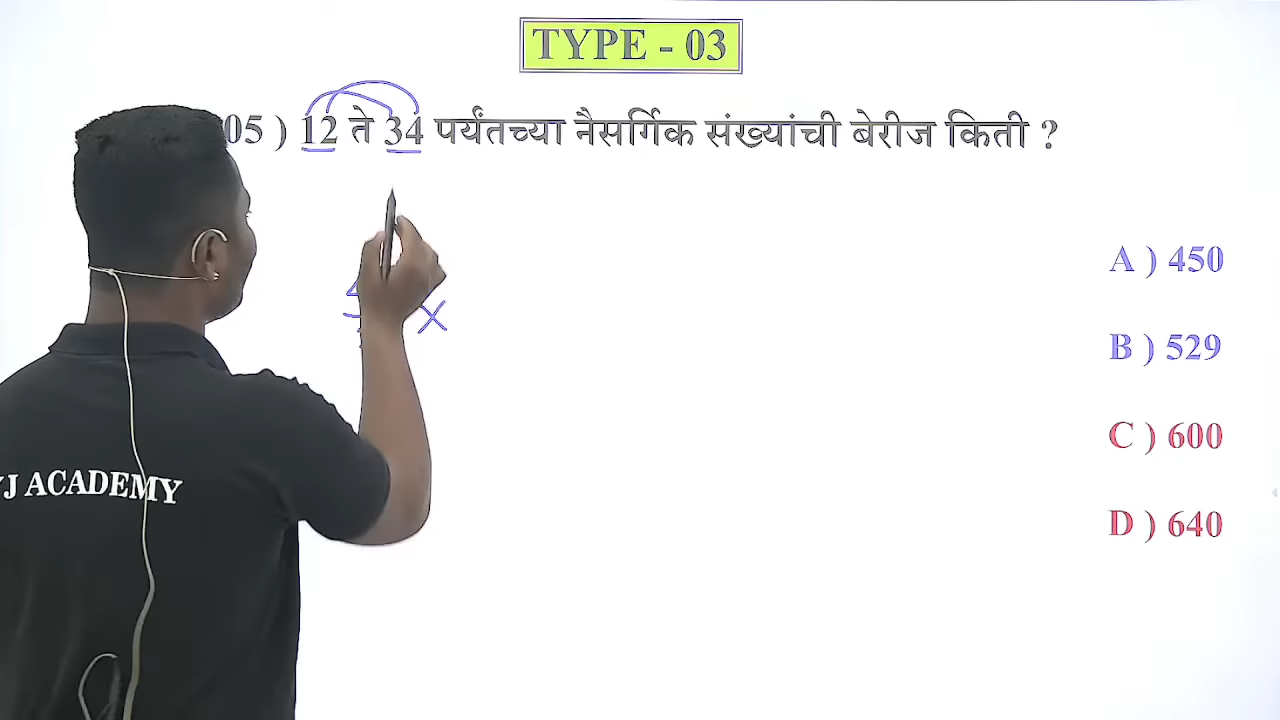 TYPE - 03
05 ) 12 ते 34 पर्यंतच्या नैसर्गिक संख्यांची बेरीज किती ?
A ) 450
B ) 529
×
C ) 600
J ACADEMY
D ) 640